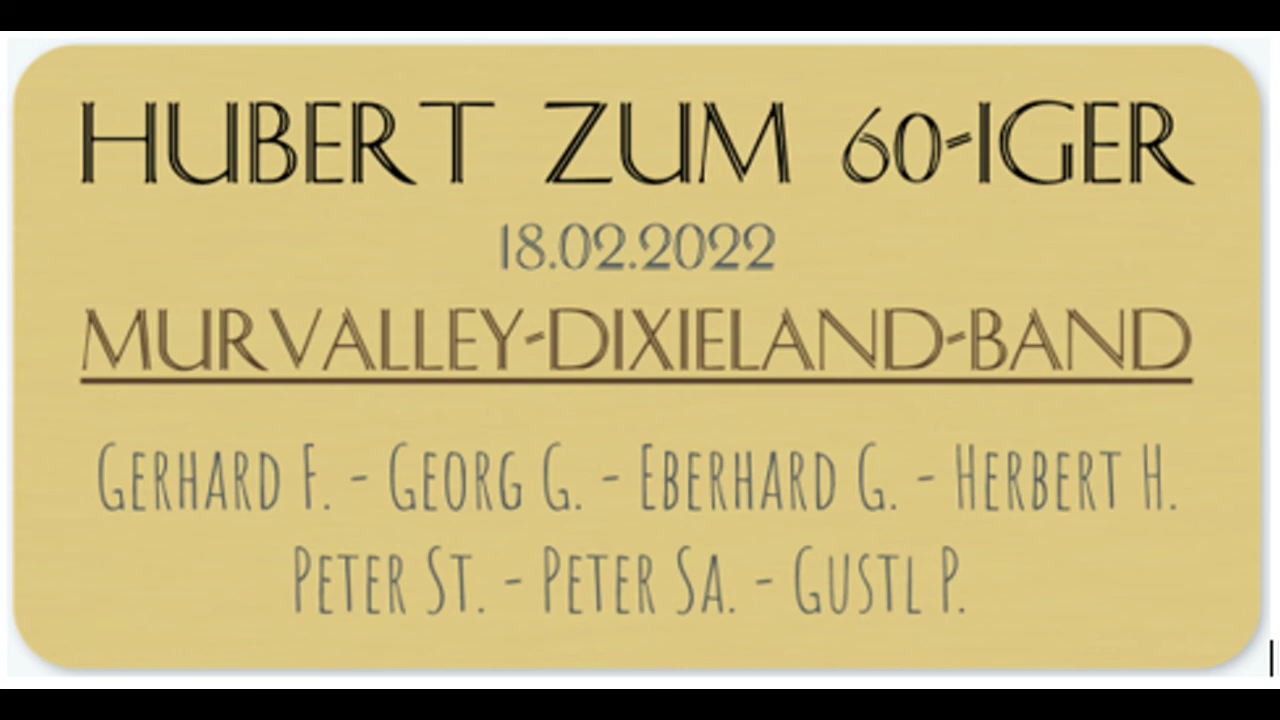 HUBERT ZUM 60-IGER
18.02.2022
MURVALLEY-DIXIELAND-BAND
GERHARD F. - GEORG G. - EBERHARD G. - HERBERT H.
PETER ST. - PETER SA. - GUSTL P.